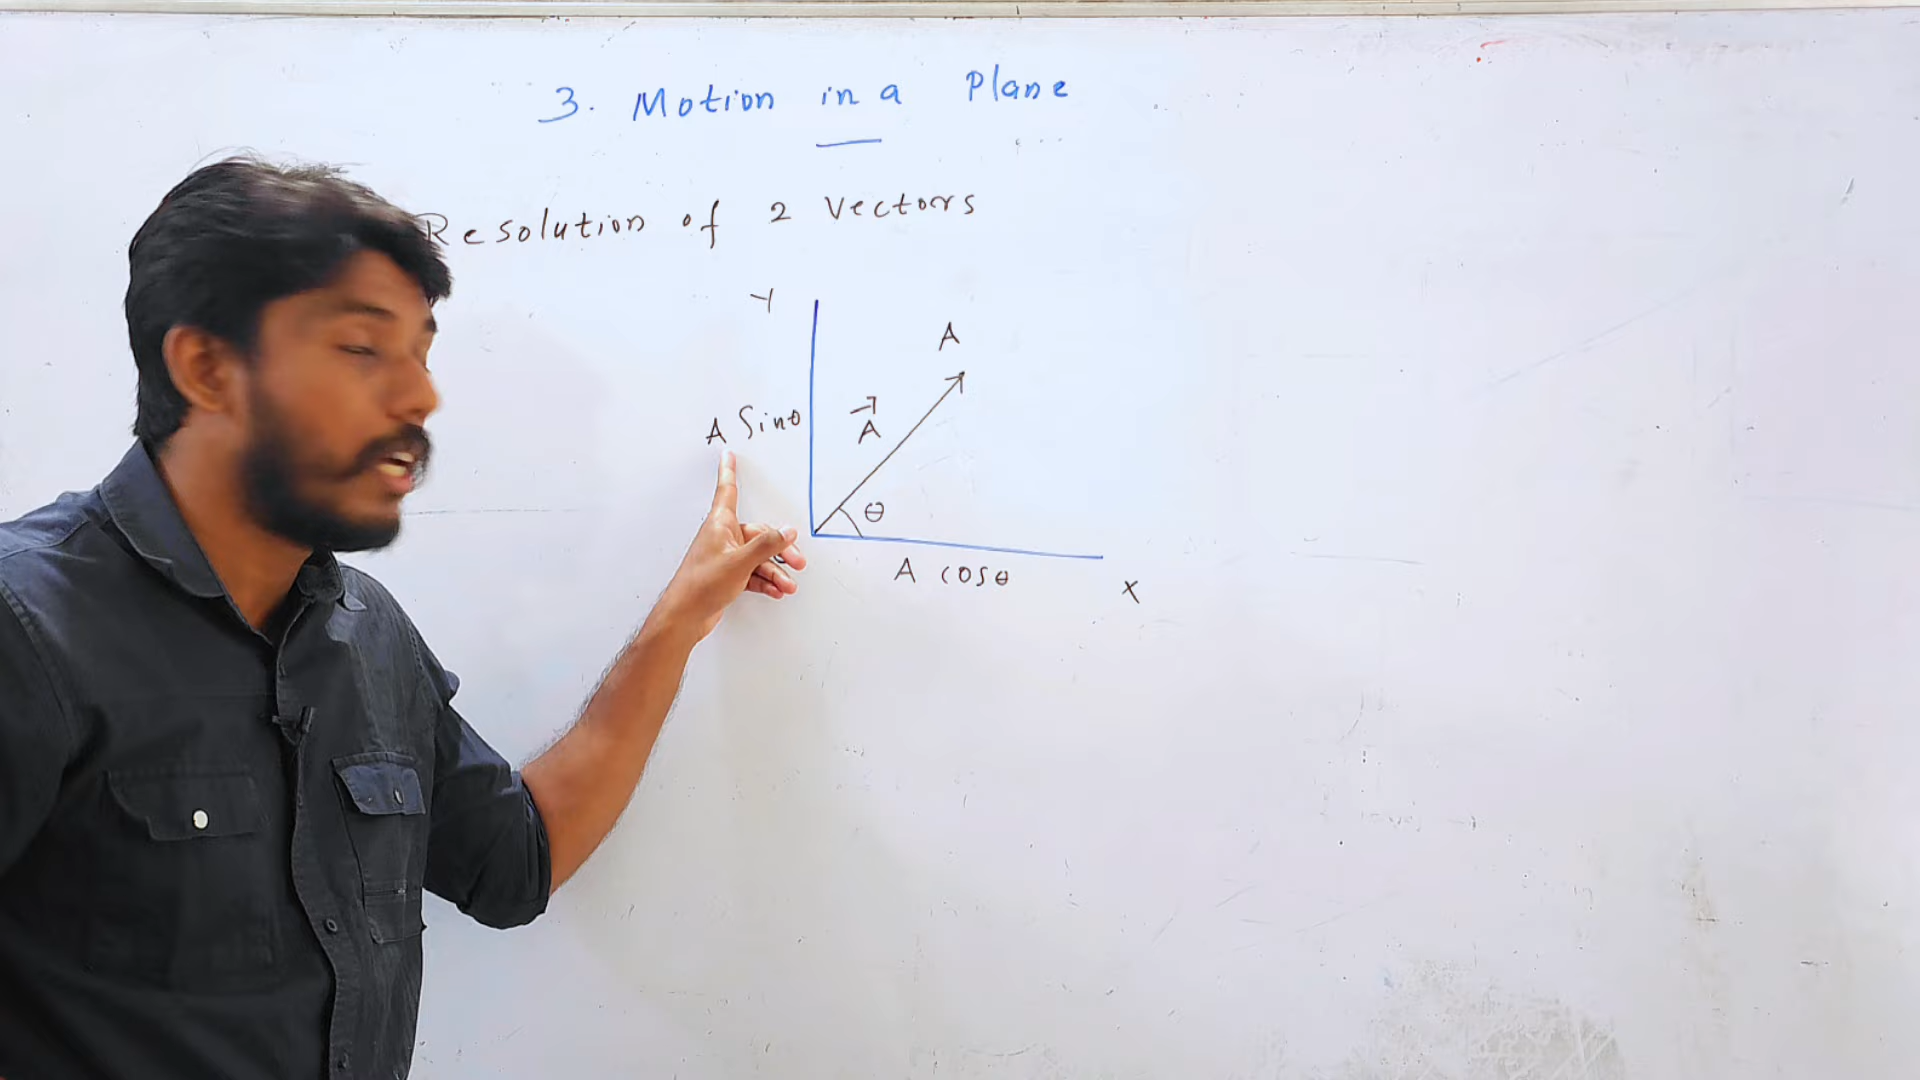 3. Motion in a Plane
Resolution of 2 Vectors
Y
A
A Sinθ
A
θ
A cosθ
X